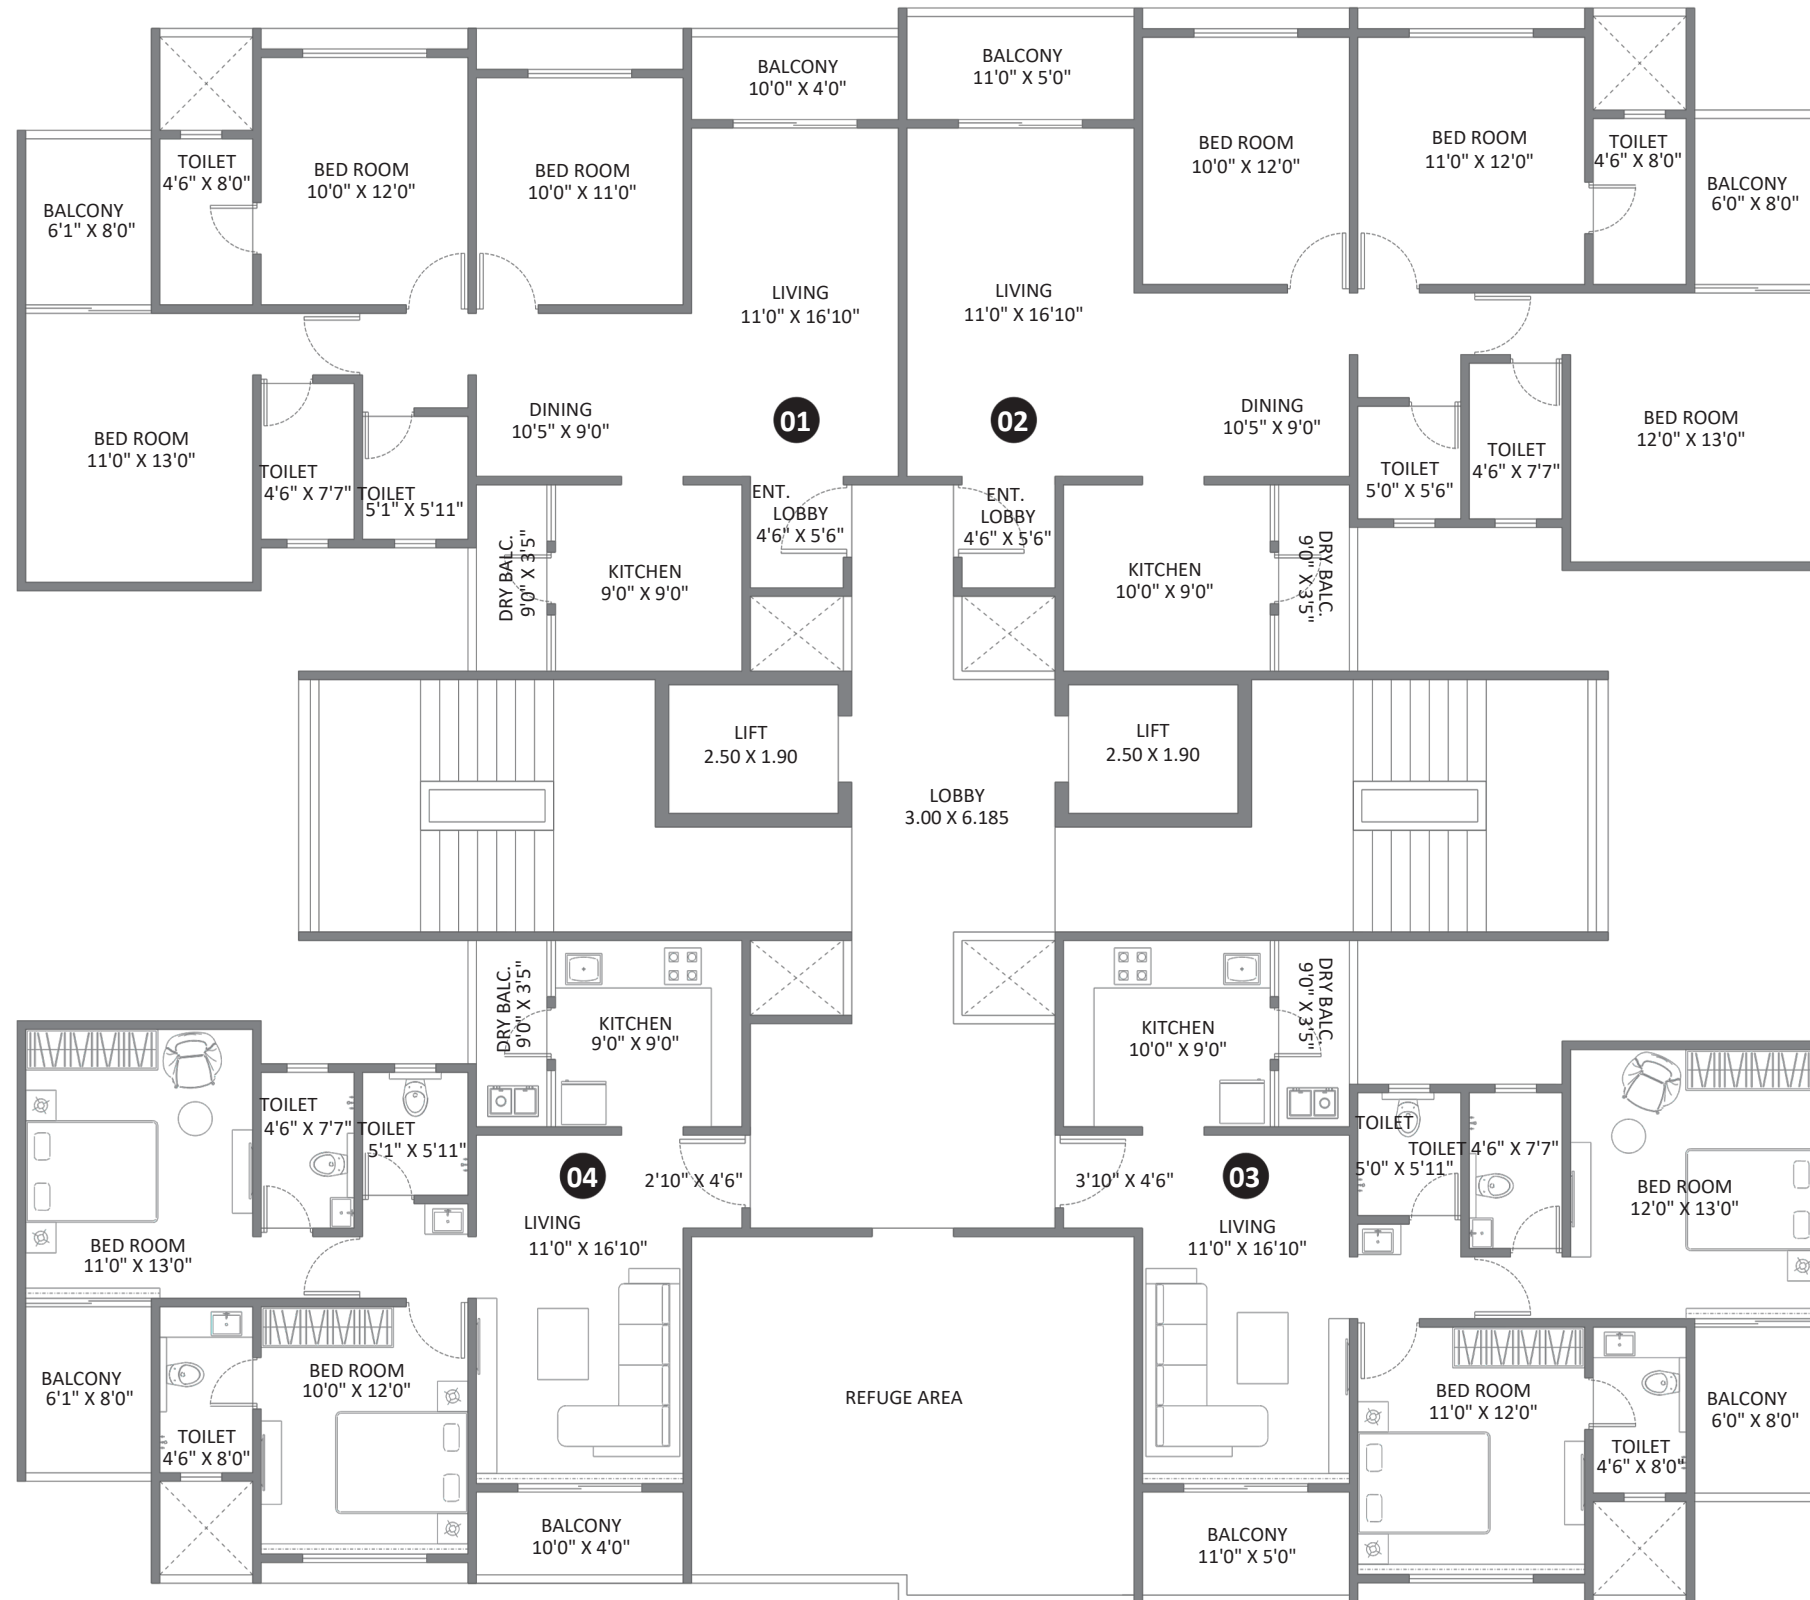 BALCONY
10'0" X 4'0"
BALCONY
11'0" X 5'0"
TOILET
4'6" X 8'0"
BED ROOM
10'0" X 12'0"
BED ROOM
10'0" X 11'0"
BED ROOM
10'0" X 12'0"
BED ROOM
11'0" X 12'0"
TOILET
4'6" X 8'0"
BALCONY
6'1" X 8'0"
BALCONY
6'0" X 8'0"
LIVING
11'0" X 16'10"
LIVING
11'0" X 16'10"
BED ROOM
11'0" X 13'0"
TOILET
4'6" X 7'7"
TOILET
5'1" X 5'11"
DINING
10'5" X 9'0"
01
02
DINING
10'5" X 9'0"
TOILET
5'0" X 5'6"
TOILET
4'6" X 7'7"
BED ROOM
12'0" X 13'0"
ENT.
LOBBY
4'6" X 5'6"
ENT.
LOBBY
4'6" X 5'6"
DRY BALC.
9'0" X 3'5"
KITCHEN
9'0" X 9'0"
KITCHEN
10'0" X 9'0"
DRY BALC.
9'0" X 3'5"
LIFT
2.50 X 1.90
LIFT
2.50 X 1.90
LOBBY
3.00 X 6.185
DRY BALC.
9'0" X 3'5"
KITCHEN
9'0" X 9'0"
KITCHEN
10'0" X 9'0"
DRY BALC.
9'0" X 3'5"
TOILET
4'6" X 7'7"
TOILET
5'1" X 5'11"
04
2'10" X 4'6"
3'10" X 4'6"
03
TOILET
5'0" X 5'11"
TOILET 4'6" X 7'7"
BED ROOM
11'0" X 13'0"
LIVING
11'0" X 16'10"
LIVING
11'0" X 16'10"
BED ROOM
12'0" X 13'0"
BALCONY
6'1" X 8'0"
TOILET
4'6" X 8'0"
BED ROOM
10'0" X 12'0"
REFUGE AREA
BED ROOM
11'0" X 12'0"
TOILET
4'6" X 8'0"
BALCONY
6'0" X 8'0"
BALCONY
10'0" X 4'0"
BALCONY
11'0" X 5'0"